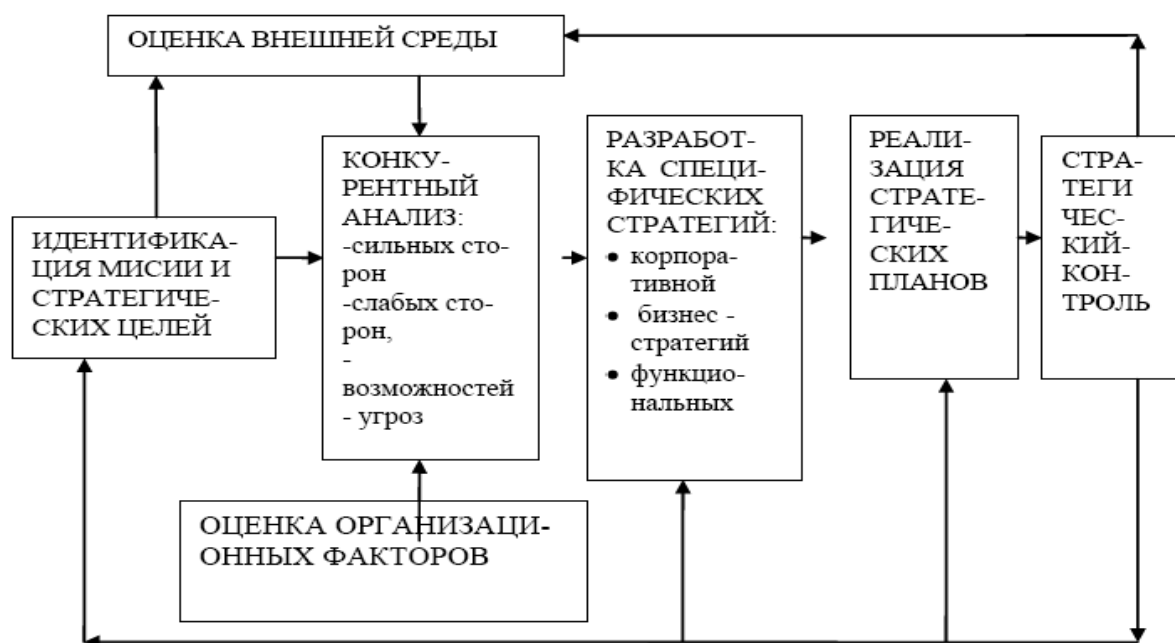 ОЦЕНКА ВНЕШНЕЙ СРЕДЫ
ИДЕНТИФИКА-
ЦИЯ МИСИИ И
СТРАТЕГИЧЕ-
СКИХ ЦЕЛЕЙ
КОНКУ-
РЕНТНЫЙ
АНАЛИЗ:
-сильных сто-
рон
-слабых сто-
рон,
-
возможностей
- угроз
РАЗРАБОТ-
КА СПЕЦИ-
ФИЧЕСКИХ
СТРАТЕГИЙ:
• корпора-
тивной
• бизнес -
стратегий
• функцио-
нальных
РЕАЛИ-
ЗАЦИЯ
СТРАТЕ-
ГИЧЕ-
СКИХ
ПЛАНОВ
СТРА-
ТЕГИ
ЧЕС-
КИЙ-
КОН-
ТРОЛЬ
ОЦЕНКА ОРГАНИЗАЦИ-
ОННЫХ ФАКТОРОВ